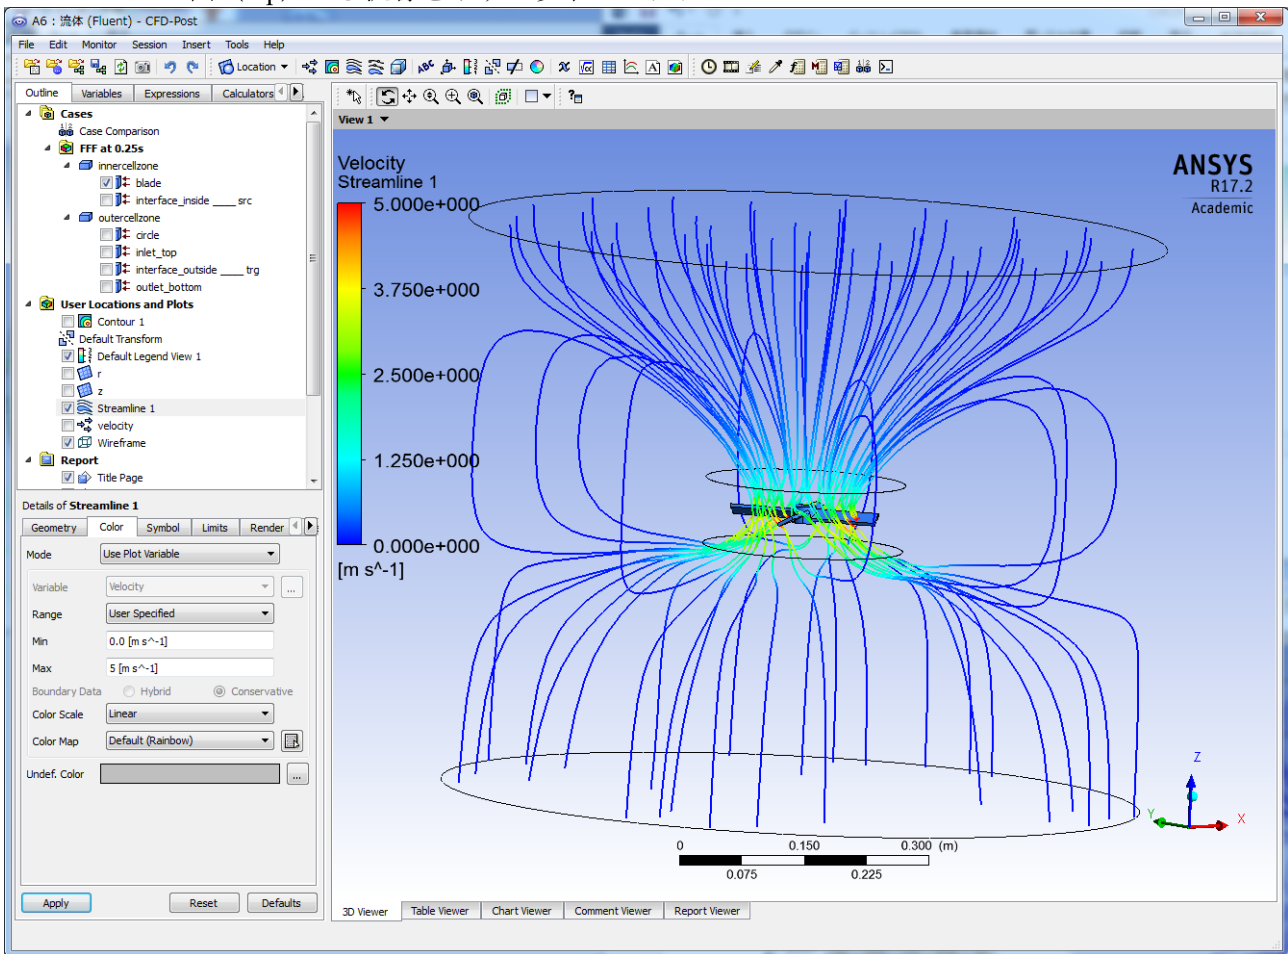 A6 : 流体 (Fluent) - CFD-Post
File Edit Monitor Session Insert Tools Help
Location
Outline Variables Expressions Calculators
Cases
Case Comparison
FFF at 0.25s
innercellzone
blade
interface_inside ____ src
outercellzone
circle
inlet_top
interface_outside ____ trg
outlet_bottom
User Locations and Plots
Contour 1
Default Transform
Default Legend View 1
r
z
Streamline 1
velocity
Wireframe
Report
Title Page
Details of Streamline 1
Geometry Color Symbol Limits Render
Mode Use Plot Variable
Variable Velocity ...
Range User Specified
Min 0.0 [m s^-1]
Max 5 [m s^-1]
Boundary Data Hybrid Conservative
Color Scale Linear
Color Map Default (Rainbow)
Undef. Color ...
Apply Reset Defaults
View 1
Velocity
Streamline 1
5.000e+000
3.750e+000
2.500e+000
1.250e+000
0.000e+000
[m s^-1]
ANSYS
R17.2
Academic
Z
Y X
0 0.150 0.300 (m)
0.075 0.225
3D Viewer Table Viewer Chart Viewer Comment Viewer Report Viewer